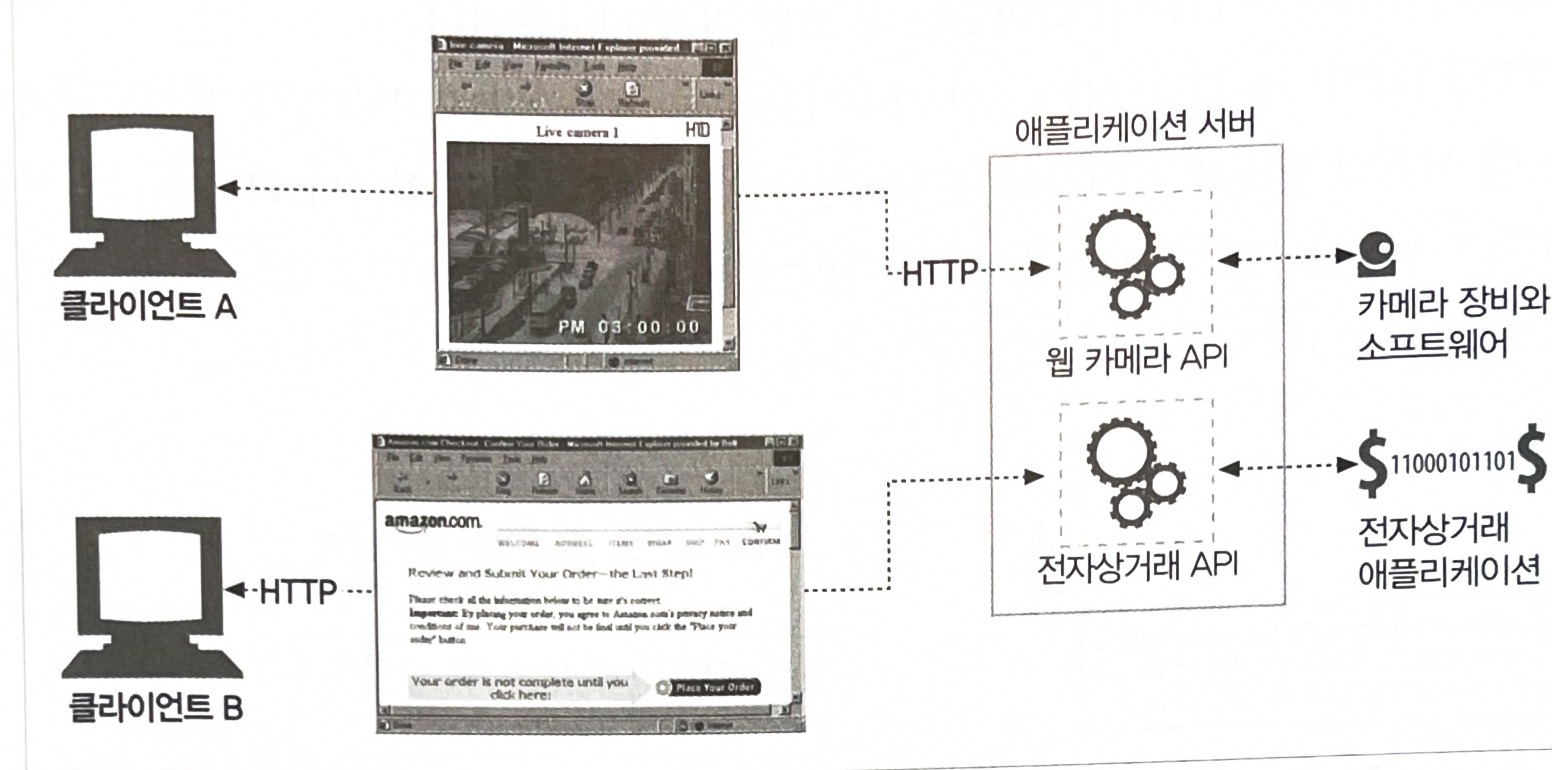 live camera - Microsoft Internet Explorer provided
File Edit View Favorites Tools Help
Stop Refresh Links
Live camera 1
PM 03:00:00
Done Internet
클라이언트 A
HTTP
애플리케이션 서버
웹 카메라 API
카메라 장비와
소프트웨어
Amazon.com Checkout: Confirm Your Order - Microsoft Internet Explorer provided by Dell
File Edit View Favorites Tools Help
Back Stop Refresh Home Search Favorites History Links
amazon.com.
WELCOME ADDRESS ITEMS WRAP SHIP PAY CONFIRM
Review and Submit Your Order—the Last Step!
Please check all the information below to be sure it's correct.
Important: By placing your order, you agree to Amazon.com's privacy notice and
conditions of use. Your purchase will not be final until you click the "Place your
order" button.
Your order is not complete until you
click here:
Place Your Order
Done Internet
클라이언트 B
HTTP
전자상거래 API
$11000101101$
전자상거래
애플리케이션